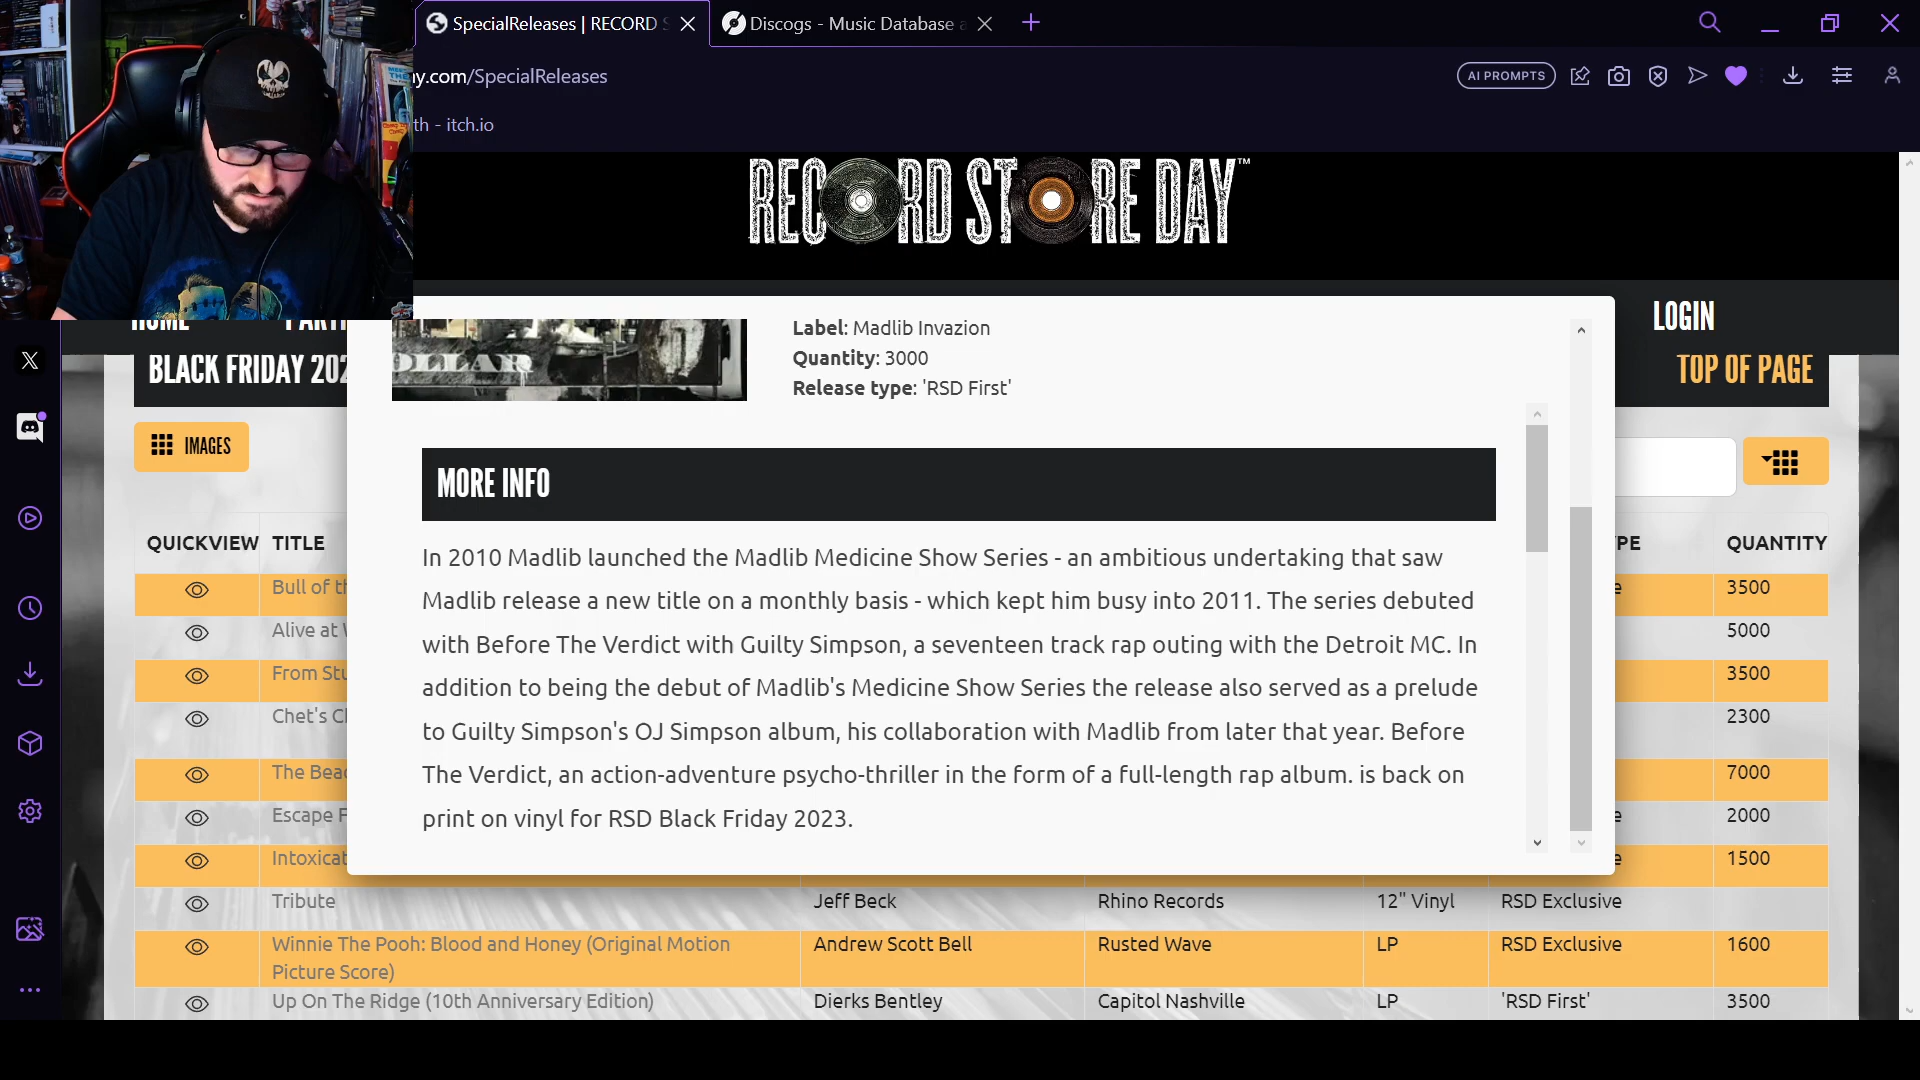 SpecialReleases | RECORD S
Discogs - Music Database a
y.com/SpecialReleases
AI PROMPTS
th - itch.io
RECORD STORE DAY™
HOME
LOGIN
BLACK FRIDAY 202
TOP OF PAGE
IMAGES
DOLLAR
Label: Madlib Invazion
Quantity: 3000
Release type: 'RSD First'
MORE INFO
In 2010 Madlib launched the Madlib Medicine Show Series - an ambitious undertaking that saw
Madlib release a new title on a monthly basis - which kept him busy into 2011. The series debuted
with Before The Verdict with Guilty Simpson, a seventeen track rap outing with the Detroit MC. In
addition to being the debut of Madlib's Medicine Show Series the release also served as a prelude
to Guilty Simpson's OJ Simpson album, his collaboration with Madlib from later that year. Before
The Verdict, an action-adventure psycho-thriller in the form of a full-length rap album. is back on
print on vinyl for RSD Black Friday 2023.
QUICKVIEW TITLE PE QUANTITY
Bull of th e 3500
Alive at 5000
From Stu 3500
Chet's Cl 2300
The Bea 7000
Escape F e 2000
Intoxicat e 1500
Tribute Jeff Beck Rhino Records 12" Vinyl RSD Exclusive
Winnie The Pooh: Blood and Honey (Original Motion Andrew Scott Bell Rusted Wave LP RSD Exclusive 1600
Picture Score)
Up On The Ridge (10th Anniversary Edition) Dierks Bentley Capitol Nashville LP 'RSD First' 3500